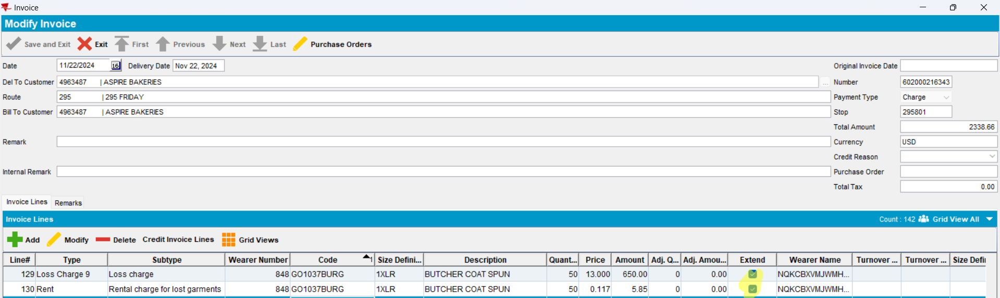 Invoice
Modify Invoice
Save and Exit Exit First Previous Next Last Purchase Orders
Date 11/22/2024 16 Delivery Date Nov 22, 2024 Original Invoice Date
Del To Customer 4963487 | ASPIRE BAKERIES ... Number 602000216343
Route 295 | 295 FRIDAY Payment Type Charge
Bill To Customer 4963487 | ASPIRE BAKERIES Stop 295801
Total Amount 2338.66
Remark Currency USD
Credit Reason
Internal Remark Purchase Order
Total Tax 0.00
Invoice Lines Remarks
Invoice Lines Count : 142 Grid View All
Add Modify Delete Credit Invoice Lines Grid Views
Line# Type Subtype Wearer Number Code 1 Size Defini... Description Quant... Price Amount Adj. Q... Adj. Amou... Extend Wearer Name Turnover ... Turnover ... Size Defin
129 Loss Charge 9 Loss charge 848 GO1037BURG 1XLR BUTCHER COAT SPUN 50 13.000 650.00 0 0.00 NQKCBXVMJWMH...
130 Rent Rental charge for lost garments 848 GO1037BURG 1XLR BUTCHER COAT SPUN 50 0.117 5.85 0 0.00 NQKCBXVMJWMH...